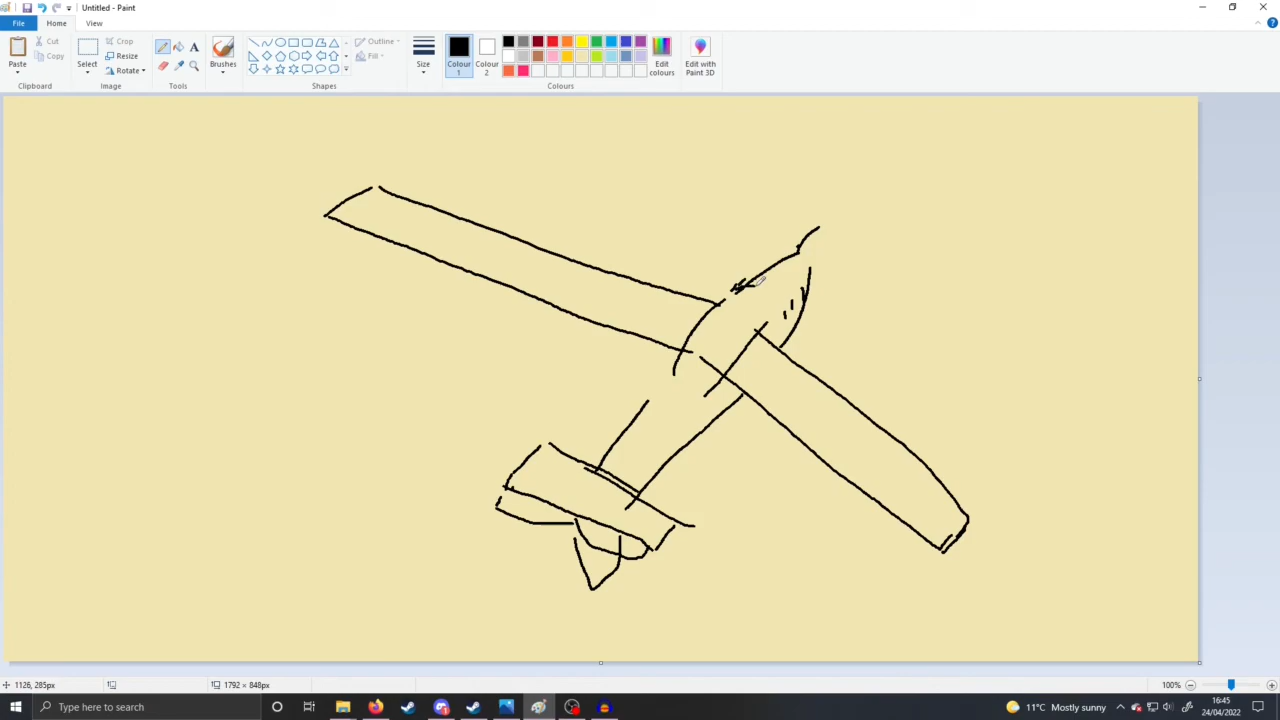 Untitled - Paint
File Home View
Paste Cut Copy
Clipboard
Select Crop Resize Rotate
Image
A
Tools
Brushes
Outline Fill
Shapes
Size
Colour 1
Colour 2
Edit colours
Edit with Paint 3D
Colours
1126, 285px
1792 × 848px
100%
Type here to search
11°C Mostly sunny
16:45
24/04/2022